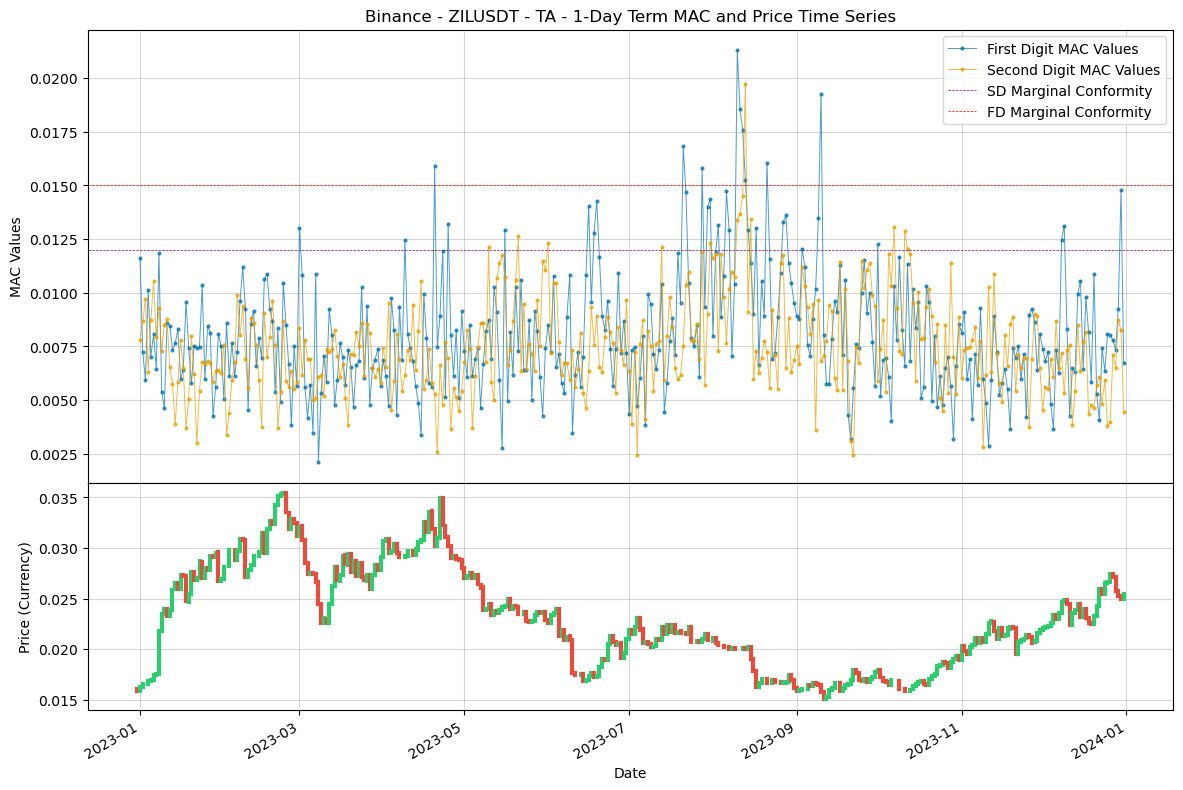 Binance - ZILUSDT - TA - 1-Day Term MAC and Price Time Series
First Digit MAC Values
Second Digit MAC Values
SD Marginal Conformity
FD Marginal Conformity
MAC Values
0.0200
0.0175
0.0150
0.0125
0.0100
0.0075
0.0050
0.0025
Price (Currency)
0.035
0.030
0.025
0.020
0.015
2023-01
2023-03
2023-05
2023-07
2023-09
2023-11
2024-01
Date